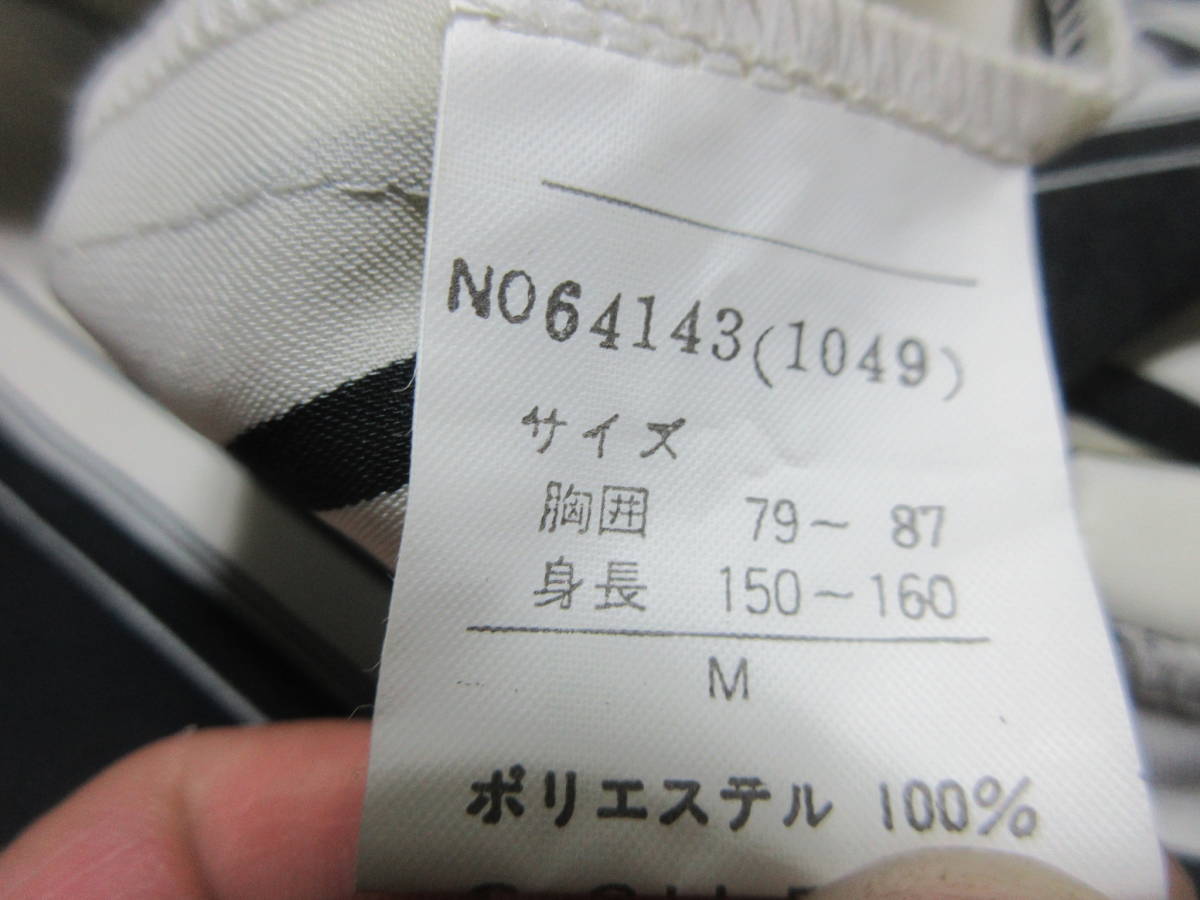 NO64143(1049)
サイズ
胸囲 79～ 87
身長 150～160
M
ポリエステル 100%